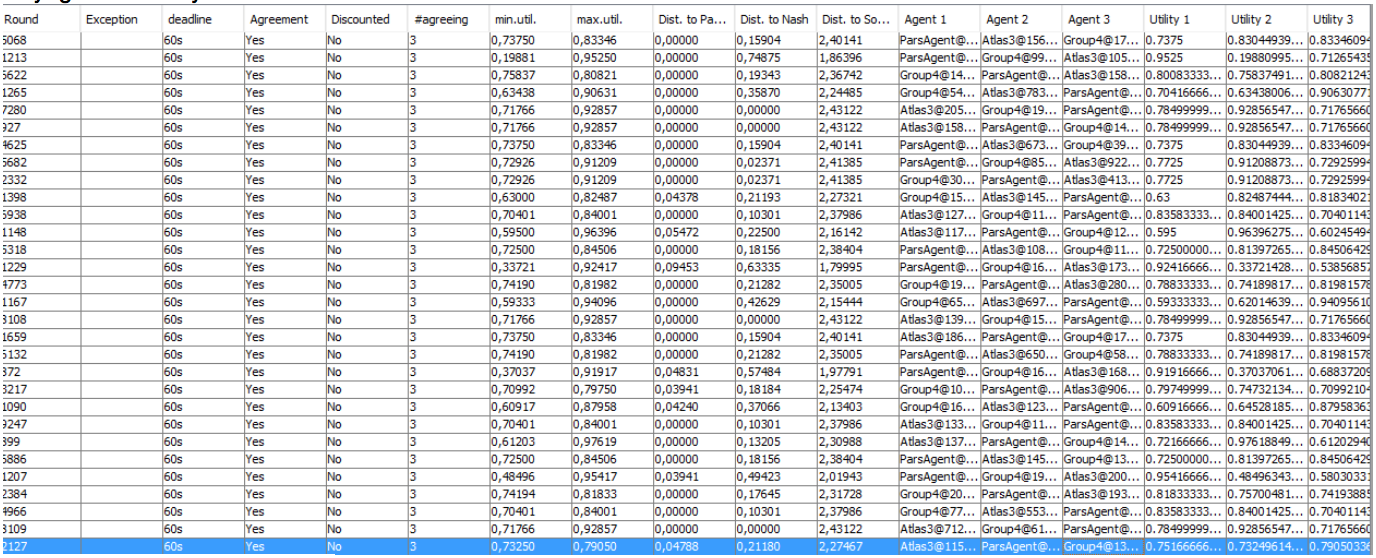 Round Exception deadline Agreement Discounted #agreeing min.util. max.util. Dist. to Pa... Dist. to Nash Dist. to So... Agent 1 Agent 2 Agent 3 Utility 1 Utility 2 Utility 3
5068 60s Yes No 3 0,73750 0,83346 0,00000 0,15904 2,40141 ParsAgent@... Atlas3@156... Group4@17... 0.7375 0.83044939... 0.83346094
1213 60s Yes No 3 0,19881 0,95250 0,00000 0,74875 1,86396 ParsAgent@... Group4@99... Atlas3@105... 0.9525 0.19880995... 0.71265435
5622 60s Yes No 3 0,75837 0,80821 0,00000 0,19343 2,36742 Group4@14... ParsAgent@... Atlas3@158... 0.80083333... 0.75837491... 0.80821243
1265 60s Yes No 3 0,63438 0,90631 0,00000 0,35870 2,24485 Group4@54... Atlas3@783... ParsAgent@... 0.70416666... 0.63438006... 0.90630771
7280 60s Yes No 3 0,71766 0,92857 0,00000 0,00000 2,43122 Atlas3@205... Group4@19... ParsAgent@... 0.78499999... 0.92856547... 0.71765660
927 60s Yes No 3 0,71766 0,92857 0,00000 0,00000 2,43122 Atlas3@158... ParsAgent@... Group4@14... 0.78499999... 0.92856547... 0.71765660
4625 60s Yes No 3 0,73750 0,83346 0,00000 0,15904 2,40141 ParsAgent@... Atlas3@673... Group4@39... 0.7375 0.83044939... 0.83346094
5682 60s Yes No 3 0,72926 0,91209 0,00000 0,02371 2,41385 ParsAgent@... Group4@85... Atlas3@922... 0.7725 0.91208873... 0.72925994
2332 60s Yes No 3 0,72926 0,91209 0,00000 0,02371 2,41385 Group4@30... ParsAgent@... Atlas3@413... 0.7725 0.91208873... 0.72925994
1398 60s Yes No 3 0,63000 0,82487 0,04378 0,21193 2,27321 Group4@15... Atlas3@145... ParsAgent@... 0.63 0.82487444... 0.81834021
5938 60s Yes No 3 0,70401 0,84001 0,00000 0,10301 2,37986 Atlas3@127... Group4@11... ParsAgent@... 0.83583333... 0.84001425... 0.70401143
1148 60s Yes No 3 0,59500 0,96396 0,05472 0,22500 2,16142 Atlas3@117... ParsAgent@... Group4@12... 0.595 0.96396275... 0.60245494
5318 60s Yes No 3 0,72500 0,84506 0,00000 0,18156 2,38404 ParsAgent@... Atlas3@108... Group4@11... 0.72500000... 0.81397265... 0.84506429
1229 60s Yes No 3 0,33721 0,92417 0,09453 0,63335 1,79995 ParsAgent@... Group4@16... Atlas3@173... 0.92416666... 0.33721428... 0.53856857
4773 60s Yes No 3 0,74190 0,81982 0,00000 0,21282 2,35005 Group4@19... ParsAgent@... Atlas3@280... 0.78833333... 0.74189817... 0.81981578
1167 60s Yes No 3 0,59333 0,94096 0,00000 0,42629 2,15444 Group4@65... Atlas3@697... ParsAgent@... 0.59333333... 0.62014639... 0.94095610
3108 60s Yes No 3 0,71766 0,92857 0,00000 0,00000 2,43122 Atlas3@139... Group4@15... ParsAgent@... 0.78499999... 0.92856547... 0.71765660
1659 60s Yes No 3 0,73750 0,83346 0,00000 0,15904 2,40141 Atlas3@186... ParsAgent@... Group4@17... 0.7375 0.83044939... 0.83346094
5132 60s Yes No 3 0,74190 0,81982 0,00000 0,21282 2,35005 ParsAgent@... Atlas3@650... Group4@58... 0.78833333... 0.74189817... 0.81981578
372 60s Yes No 3 0,37037 0,91917 0,04831 0,57484 1,97791 ParsAgent@... Group4@16... Atlas3@168... 0.91916666... 0.37037061... 0.68837209
3217 60s Yes No 3 0,70992 0,79750 0,03941 0,18184 2,25474 Group4@10... ParsAgent@... Atlas3@906... 0.79749999... 0.74732134... 0.70992104
1090 60s Yes No 3 0,60917 0,87958 0,04240 0,37066 2,13403 Group4@16... Atlas3@123... ParsAgent@... 0.60916666... 0.64528185... 0.87958363
9247 60s Yes No 3 0,70401 0,84001 0,00000 0,10301 2,37986 Atlas3@133... Group4@11... ParsAgent@... 0.83583333... 0.84001425... 0.70401143
399 60s Yes No 3 0,61203 0,97619 0,00000 0,13205 2,30988 Atlas3@137... ParsAgent@... Group4@14... 0.72166666... 0.97618849... 0.61202940
5886 60s Yes No 3 0,72500 0,84506 0,00000 0,18156 2,38404 ParsAgent@... Atlas3@145... Group4@13... 0.72500000... 0.81397265... 0.84506429
1207 60s Yes No 3 0,48496 0,95417 0,03941 0,49423 2,01943 ParsAgent@... Group4@19... Atlas3@200... 0.95416666... 0.48496343... 0.58030331
2384 60s Yes No 3 0,74194 0,81833 0,00000 0,17645 2,31728 Group4@20... ParsAgent@... Atlas3@193... 0.81833333... 0.75700481... 0.74193885
4966 60s Yes No 3 0,70401 0,84001 0,00000 0,10301 2,37986 Group4@77... Atlas3@553... ParsAgent@... 0.83583333... 0.84001425... 0.70401143
3109 60s Yes No 3 0,71766 0,92857 0,00000 0,00000 2,43122 Atlas3@712... Group4@61... ParsAgent@... 0.78499999... 0.92856547... 0.71765660
2127 60s Yes No 3 0,73250 0,79050 0,04788 0,21180 2,27467 Atlas3@115... ParsAgent@... Group4@13... 0.75166666... 0.73249614... 0.79050336